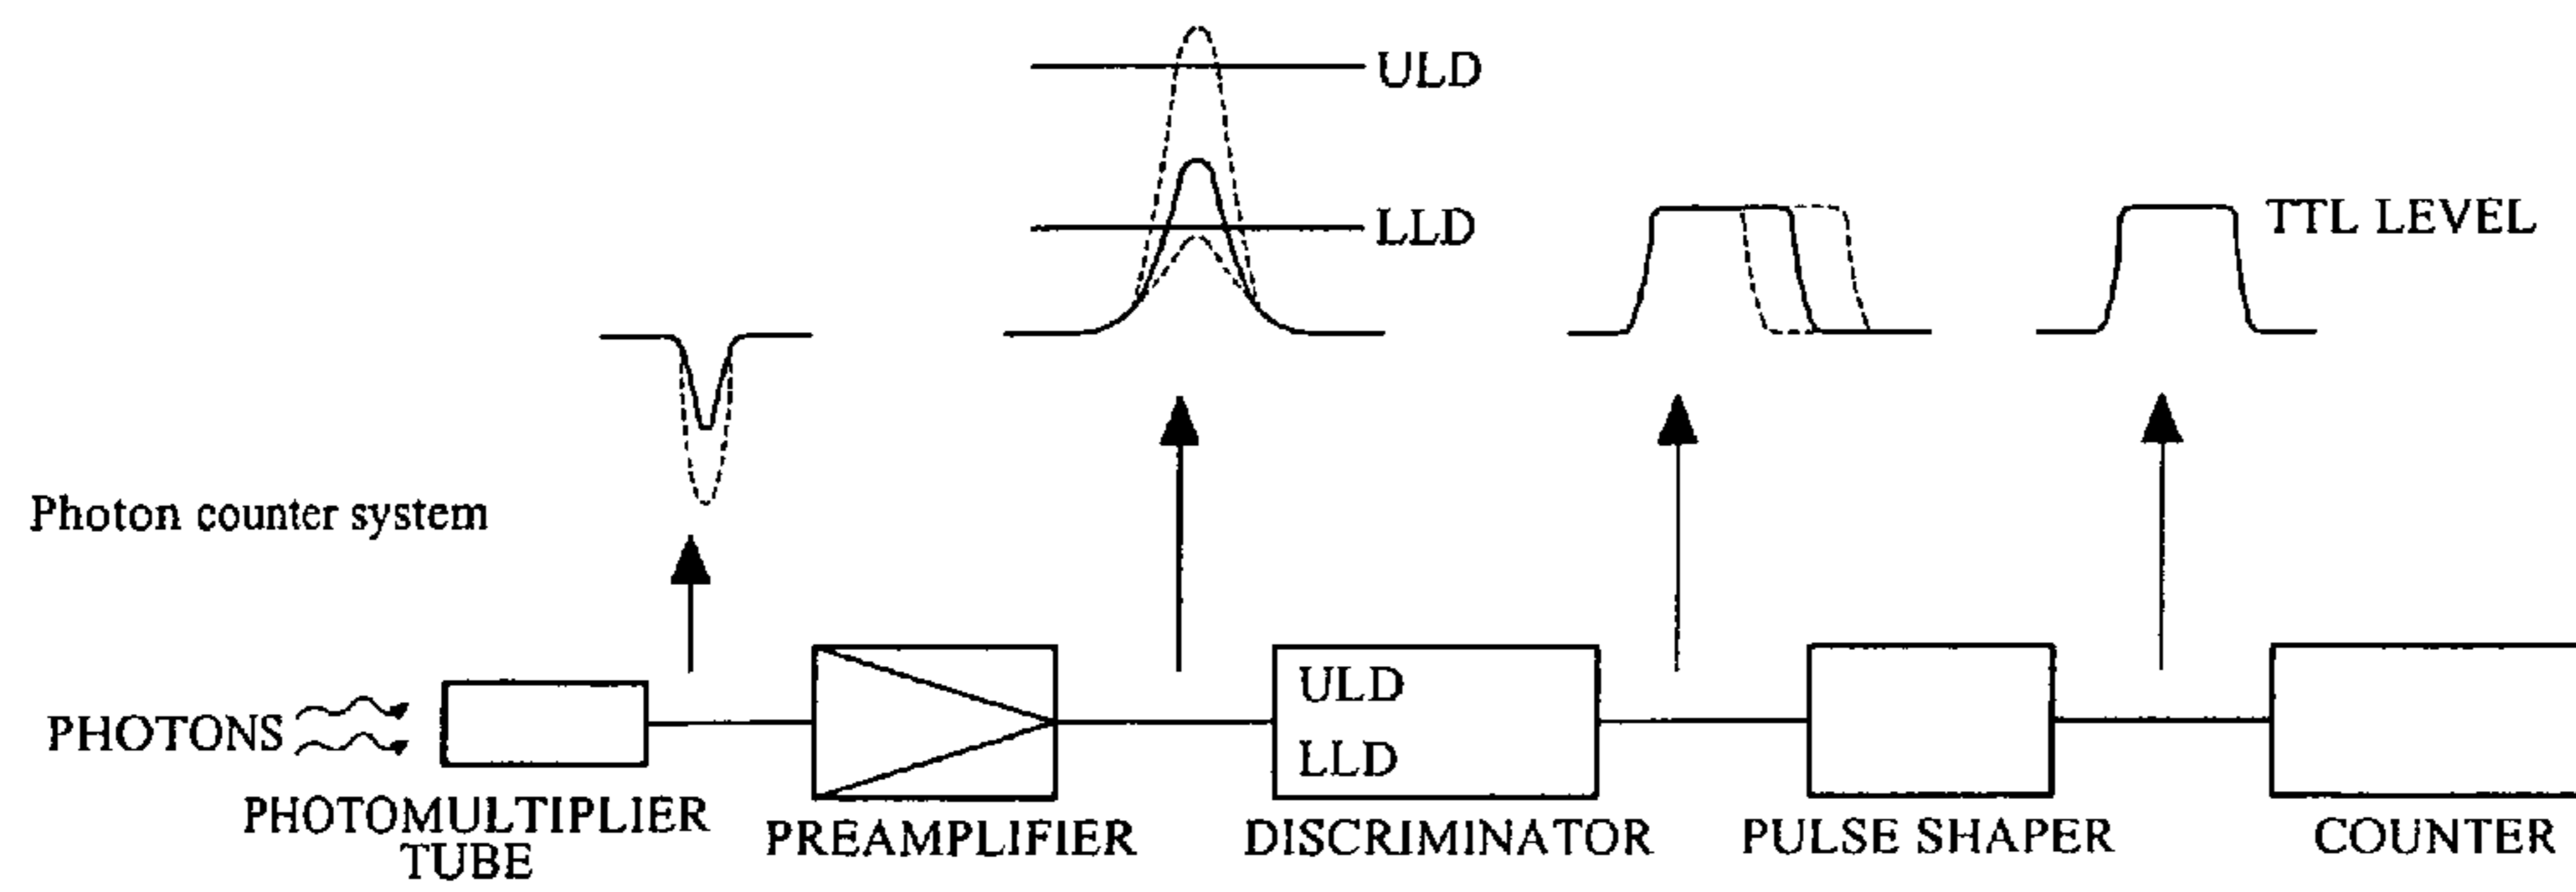 ULD
LLD
TTL LEVEL
Photon counter system
ULD
LLD
PHOTONS
PHOTOMULTIPLIER
TUBE
PREAMPLIFIER
DISCRIMINATOR
PULSE SHAPER
COUNTER